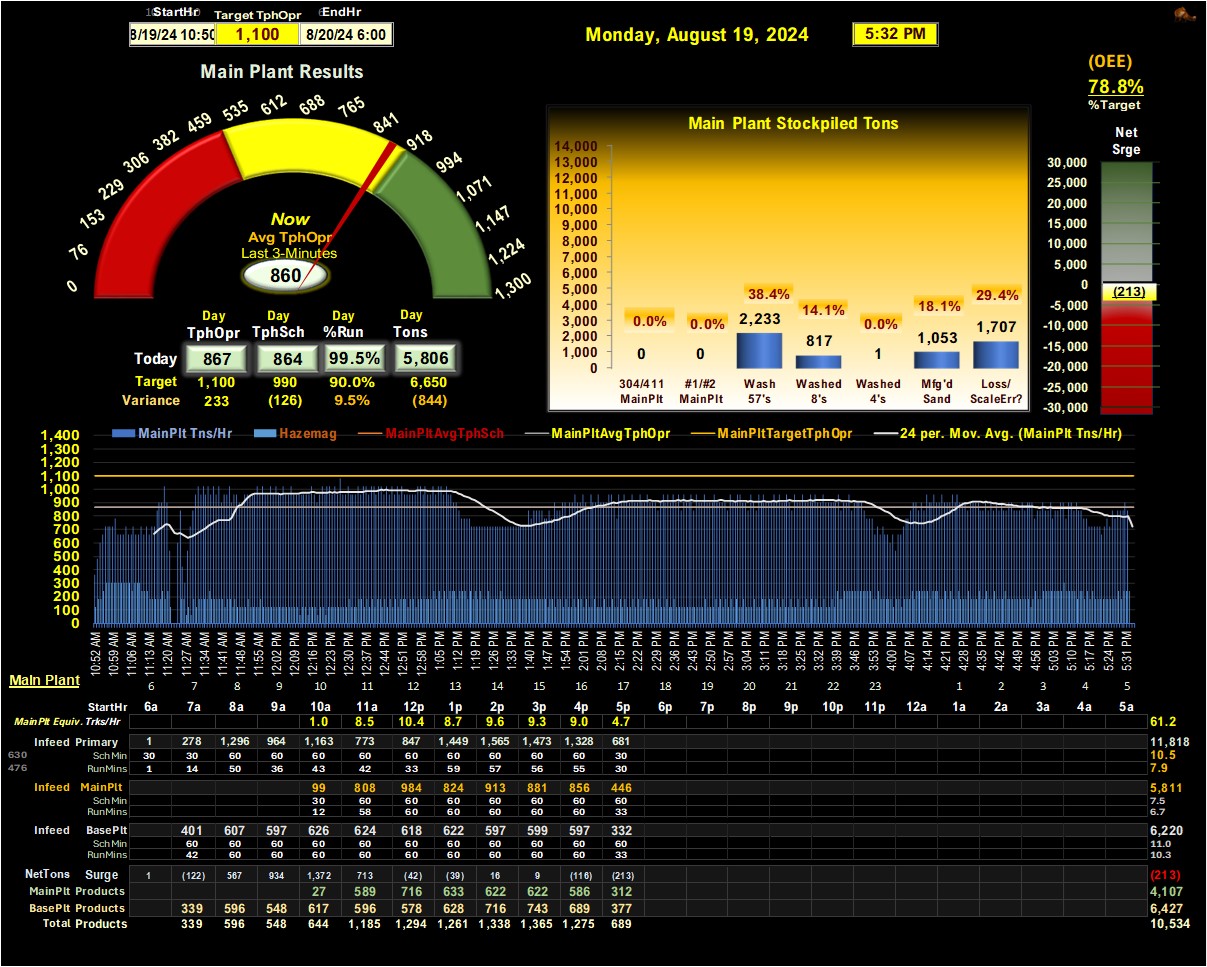 StartHr Target TphOpr EndHr
8/19/24 10:50 1,100 8/20/24 6:00
Monday, August 19, 2024 5:32 PM
(OEE)
78.8%
%Target
Main Plant Results
0 76 153 229 306 382 459 535 612 688 765 841 918 994 1,071 1,147 1,224 1,300
Now
Avg TphOpr
Last 3-Minutes
860
Day Day Day Day
TphOpr TphSch %Run Tons
Today 867 864 99.5% 5,806
Target 1,100 990 90.0% 6,650
Variance 233 (126) 9.5% (844)
Main Plant Stockpiled Tons
14,000
13,000
12,000
11,000
10,000
9,000
8,000
7,000
6,000
5,000
4,000
3,000
2,000
1,000
0
0.0% 0.0% 38.4% 14.1% 0.0% 18.1% 29.4%
0 0 2,233 817 1 1,053 1,707
304/411 #1/#2 Wash Washed Washed Mfg'd Loss/
MainPlt MainPlt 57's 8's 4's Sand ScaleErr?
Net
Srge
30,000
25,000
20,000
15,000
10,000
5,000
0
(213)
-5,000
-10,000
-15,000
-20,000
-25,000
-30,000
MainPlt Tns/Hr Hazemag MainPltAvgTphSch MainPltAvgTphOpr MainPltTargetTphOpr 24 per. Mov. Avg. (MainPlt Tns/Hr)
1,400
1,300
1,200
1,100
1,000
900
800
700
600
500
400
300
200
100
0
10:52 AM 10:59 AM 11:06 AM 11:13 AM 11:20 AM 11:27 AM 11:34 AM 11:41 AM 11:48 AM 11:55 AM 12:02 PM 12:09 PM 12:16 PM 12:23 PM 12:30 PM 12:37 PM 12:44 PM 12:51 PM 12:58 PM 1:05 PM 1:12 PM 1:19 PM 1:26 PM 1:33 PM 1:40 PM 1:47 PM 1:54 PM 2:01 PM 2:08 PM 2:15 PM 2:22 PM 2:29 PM 2:36 PM 2:43 PM 2:50 PM 2:57 PM 3:04 PM 3:11 PM 3:18 PM 3:25 PM 3:32 PM 3:39 PM 3:46 PM 3:53 PM 4:00 PM 4:07 PM 4:14 PM 4:21 PM 4:28 PM 4:35 PM 4:42 PM 4:49 PM 4:56 PM 5:03 PM 5:10 PM 5:17 PM 5:24 PM 5:31 PM
Main Plant
6 7 8 9 10 11 12 13 14 15 16 17 18 19 20 21 22 23 1 2 3 4 5
StartHr 6a 7a 8a 9a 10a 11a 12p 1p 2p 3p 4p 5p 6p 7p 8p 9p 10p 11p 12a 1a 2a 3a 4a 5a
MainPlt Equiv. Trks/Hr 1.0 8.5 10.4 8.7 9.6 9.3 9.0 4.7 61.2
Infeed Primary 1 278 1,296 964 1,163 773 847 1,449 1,565 1,473 1,328 681 11,818
630 SchMin 30 30 60 60 60 60 60 60 60 60 60 30 10.5
476 RunMins 1 14 50 36 43 42 33 59 57 56 55 30 7.9
Infeed MainPlt 99 808 984 824 913 881 856 446 5,811
SchMin 30 60 60 60 60 60 60 60 7.5
RunMins 12 58 60 60 60 60 60 33 6.7
Infeed BasePlt 401 607 597 626 624 618 622 597 599 597 332 6,220
SchMin 60 60 60 60 60 60 60 60 60 60 60 11.0
RunMins 42 60 60 60 60 60 60 60 60 60 33 10.3
NetTons Surge 1 (122) 567 934 1,372 713 (42) (39) 16 9 (116) (213) (213)
MainPlt Products 27 589 716 633 622 622 586 312 4,107
BasePlt Products 339 596 548 617 596 578 628 716 743 689 377 6,427
Total Products 339 596 548 644 1,185 1,294 1,261 1,338 1,365 1,275 689 10,534